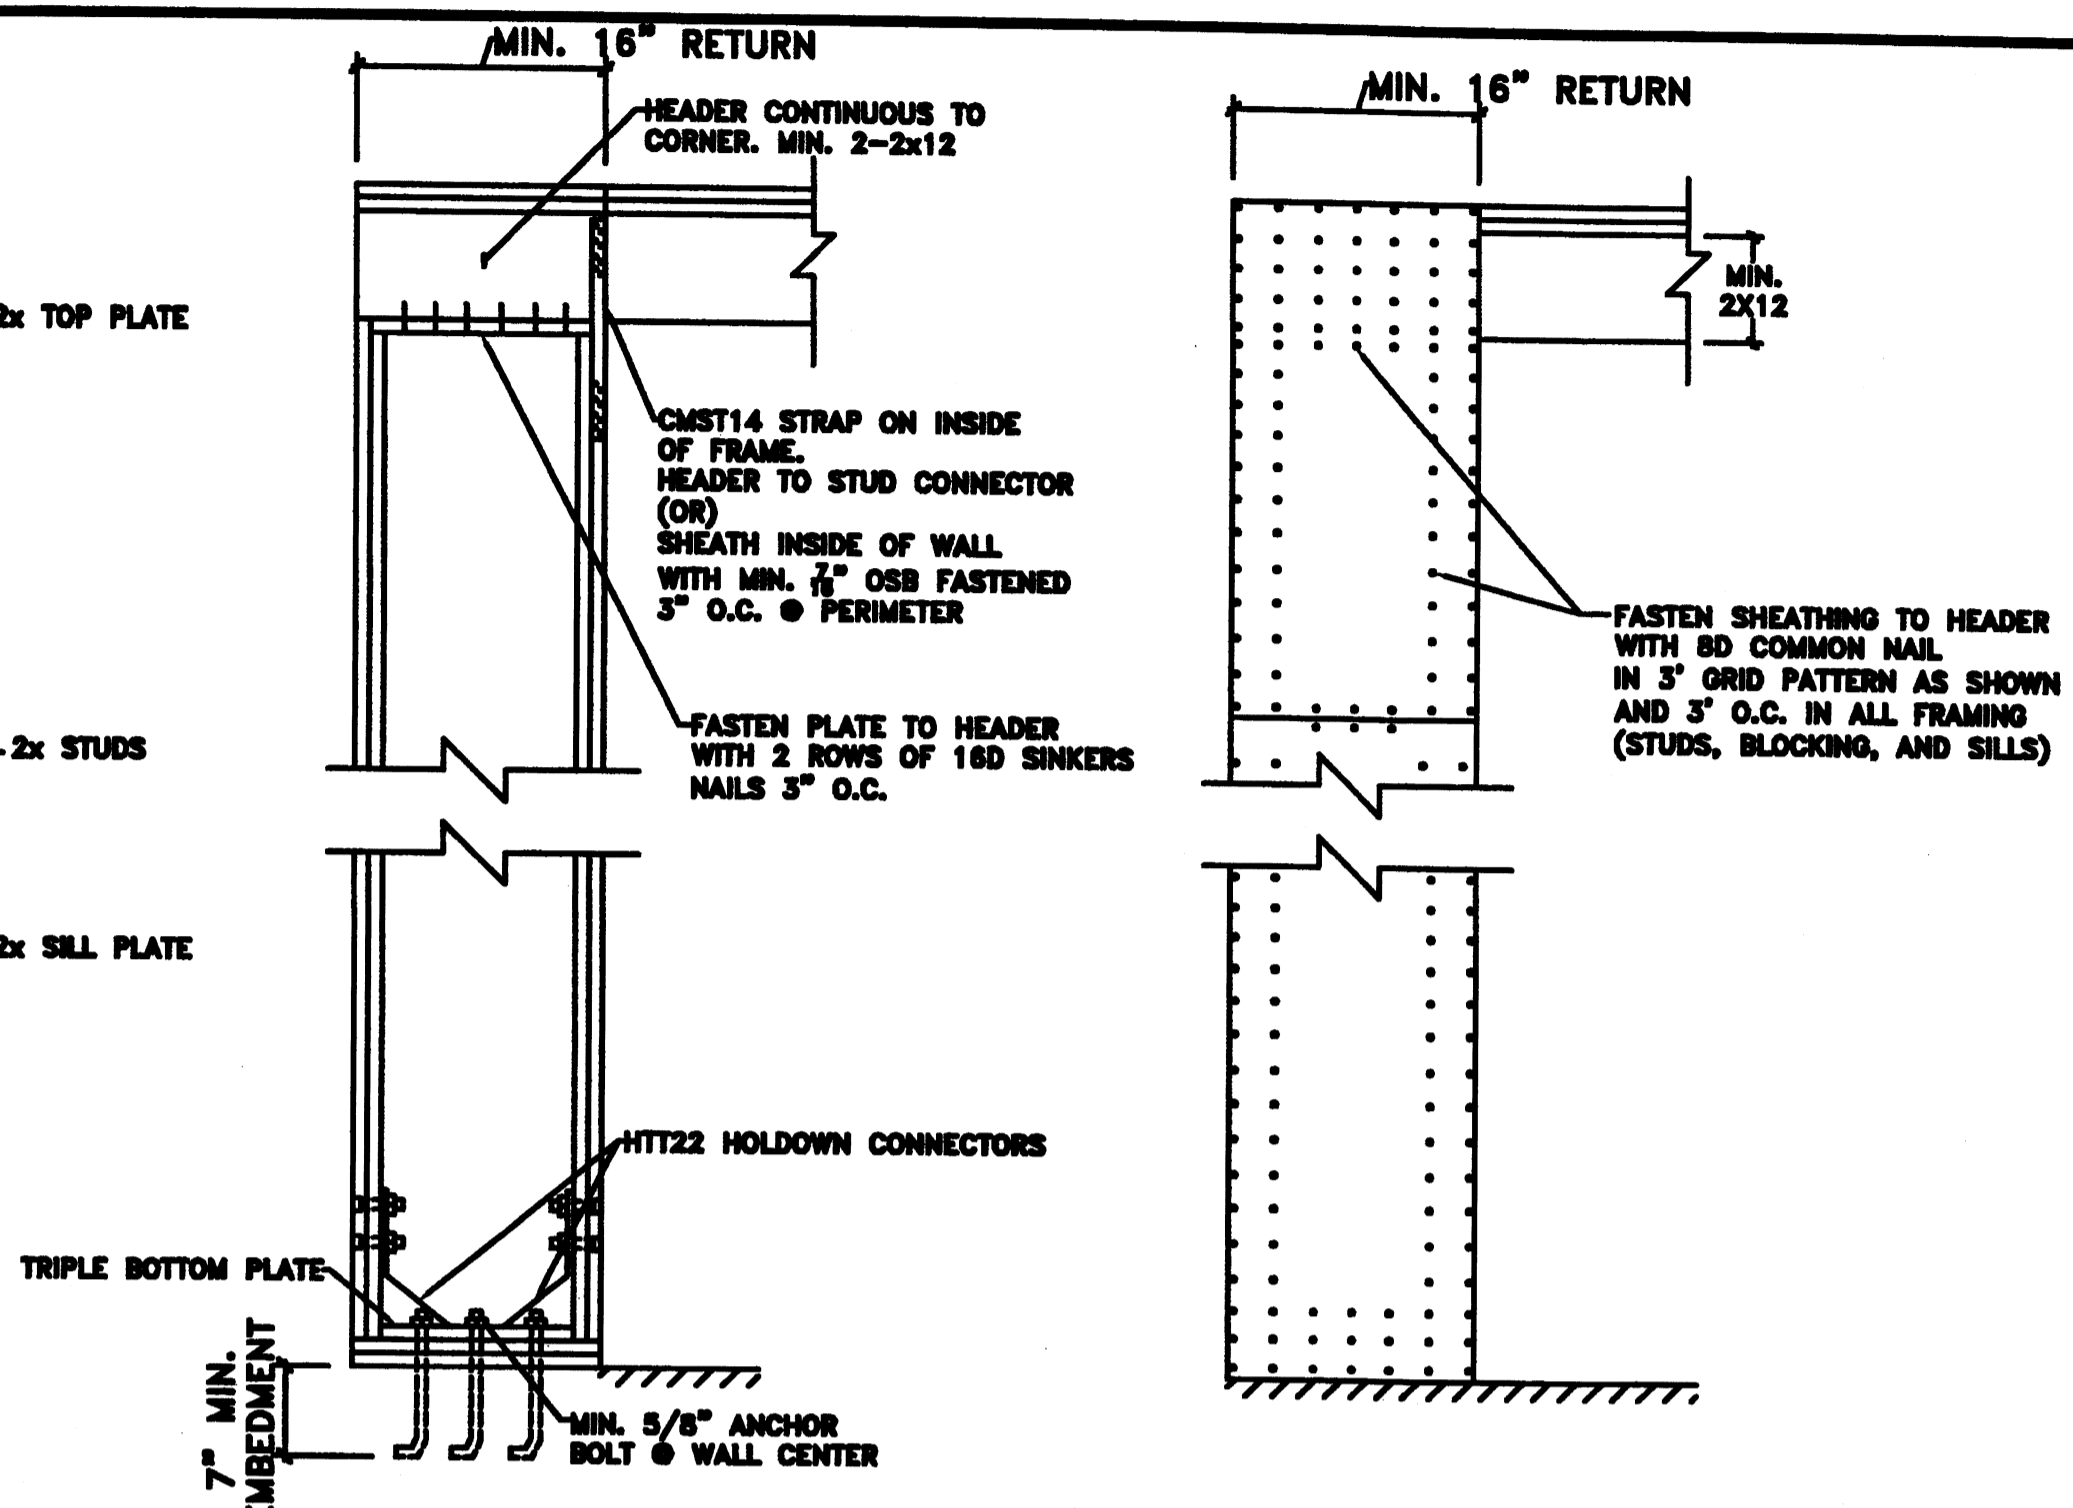 MIN. 16" RETURN
HEADER CONTINUOUS TO
CORNER. MIN. 2-2x12
2x TOP PLATE
CMST14 STRAP ON INSIDE
OF FRAME.
HEADER TO STUD CONNECTOR
(OR)
SHEATH INSIDE OF WALL
WITH MIN. 7/16" OSB FASTENED
3" O.C. @ PERIMETER
FASTEN PLATE TO HEADER
WITH 2 ROWS OF 16D SINKERS
NAILS 3" O.C.
2x STUDS
2x SILL PLATE
HTT22 HOLDOWN CONNECTORS
TRIPLE BOTTOM PLATE
7" MIN.
EMBEDMENT
MIN. 5/8" ANCHOR
BOLT @ WALL CENTER
MIN. 16" RETURN
MIN.
2X12
FASTEN SHEATHING TO HEADER
WITH 8D COMMON NAIL
IN 3' GRID PATTERN AS SHOWN
AND 3' O.C. IN ALL FRAMING
(STUDS, BLOCKING, AND SILLS)